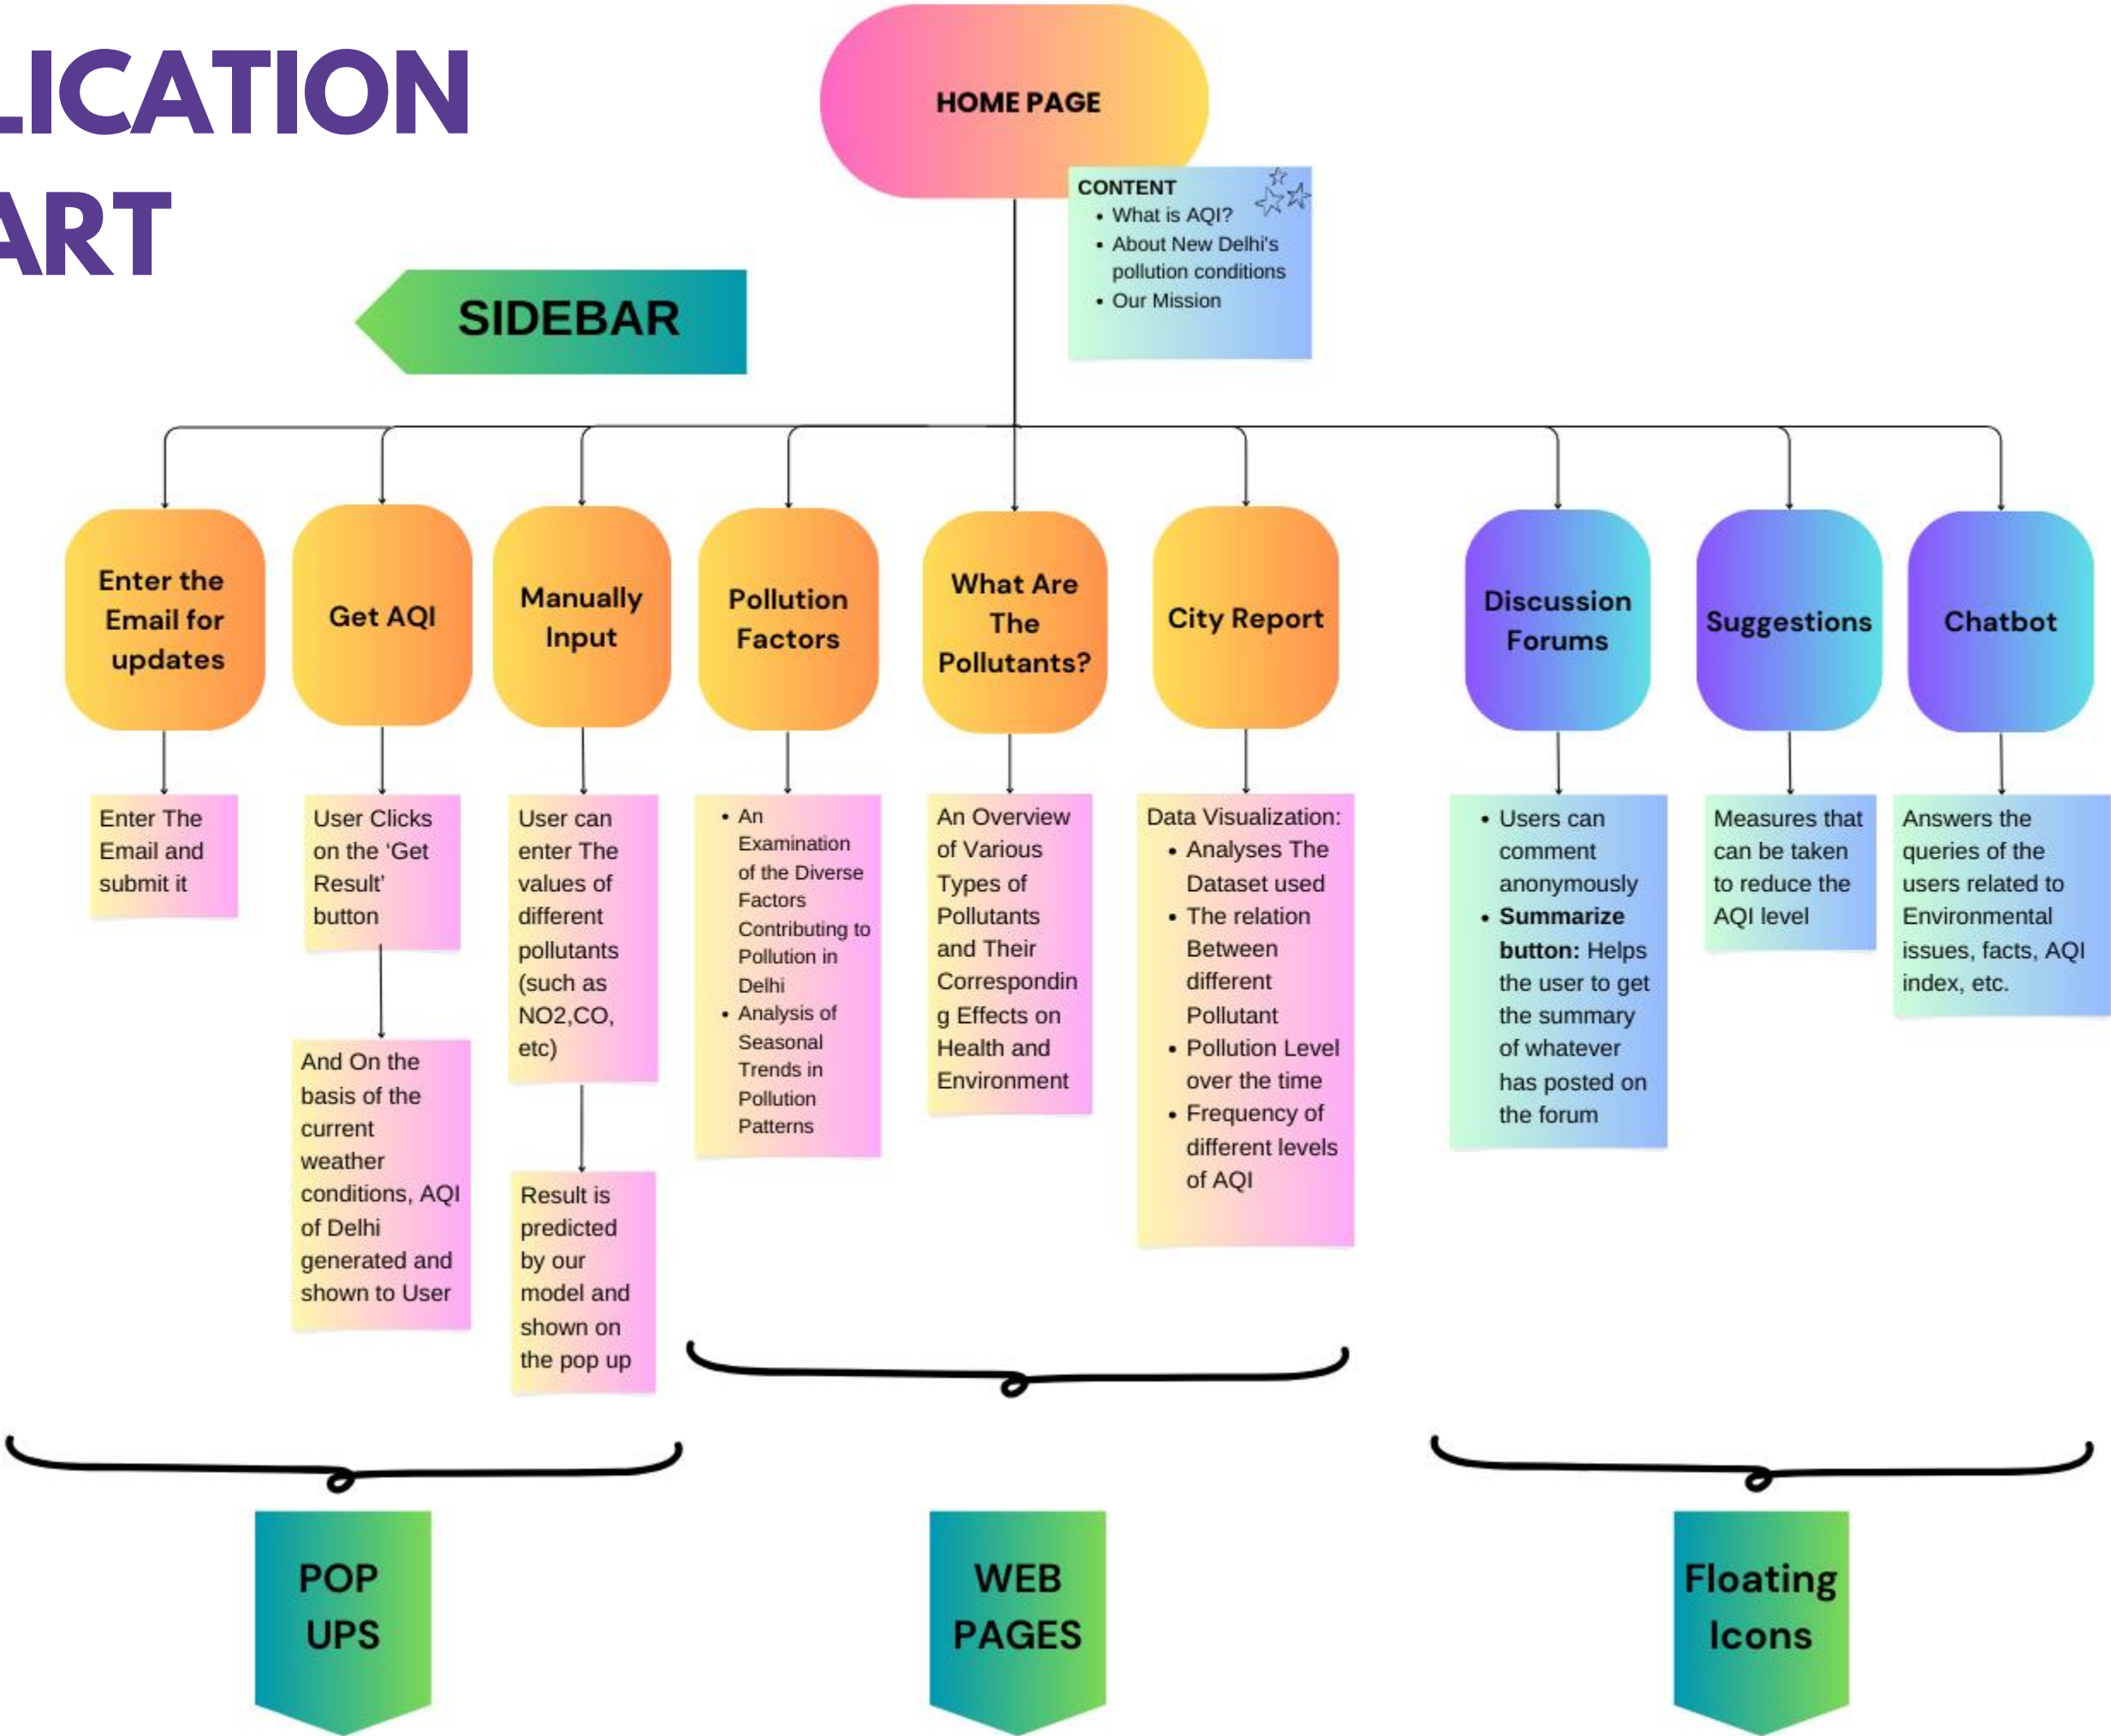 LICATION
ART
HOME PAGE
CONTENT
• What is AQI?
• About New Delhi's
pollution conditions
• Our Mission
SIDEBAR
Enter the
Email for
updates
Get AQI
Manually
Input
Pollution
Factors
What Are
The
Pollutants?
City Report
Discussion
Forums
Suggestions
Chatbot
Enter The
Email and
submit it
User Clicks
on the ‘Get
Result’
button
And On the
basis of the
current
weather
conditions, AQI
of Delhi
generated and
shown to User
User can
enter The
values of
different
pollutants
(such as
NO2,CO,
etc)
Result is
predicted
by our
model and
shown on
the pop up
• An
Examination
of the Diverse
Factors
Contributing to
Pollution in
Delhi
• Analysis of
Seasonal
Trends in
Pollution
Patterns
An Overview
of Various
Types of
Pollutants
and Their
Correspondin
g Effects on
Health and
Environment
Data Visualization:
• Analyses The
Dataset used
• The relation
Between
different
Pollutant
• Pollution Level
over the time
• Frequency of
different levels
of AQI
• Users can
comment
anonymously
• Summarize
button: Helps
the user to get
the summary
of whatever
has posted on
the forum
Measures that
can be taken
to reduce the
AQI level
Answers the
queries of the
users related to
Environmental
issues, facts, AQI
index, etc.
POP
UPS
WEB
PAGES
Floating
Icons